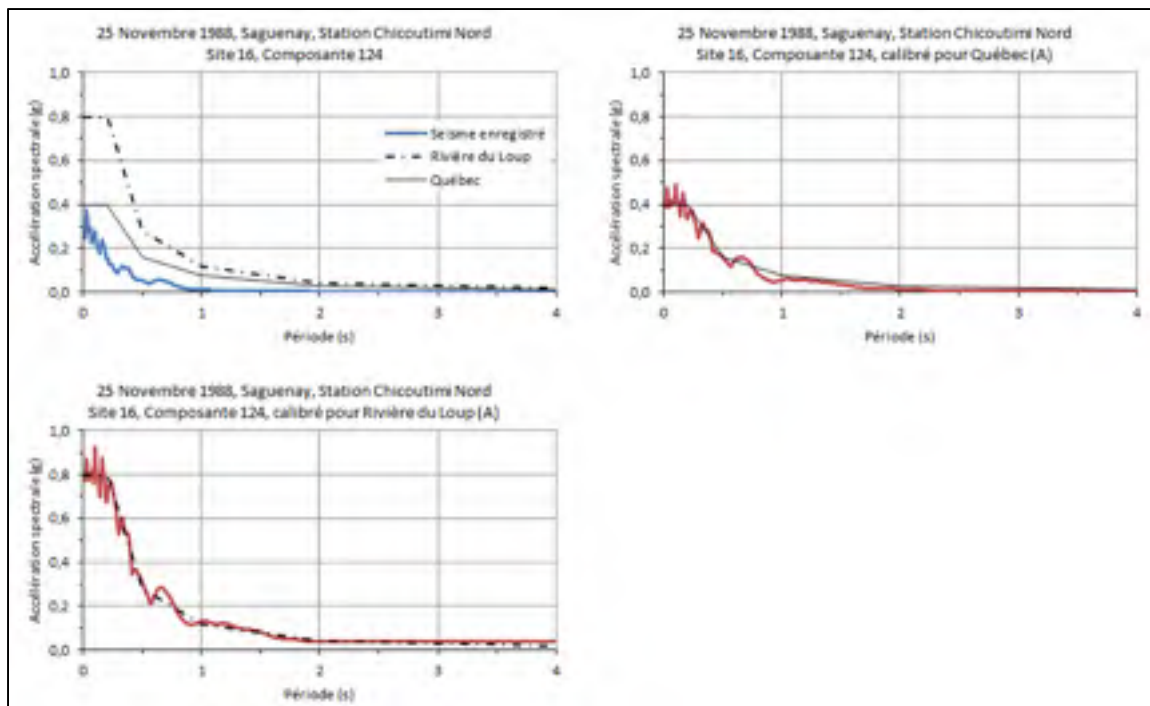 25 Novembre 1988, Saguenay, Station Chicoutimi Nord
Site 16, Composante 124
Accélération spectrale (g)
1,0
0,8
0,6
0,4
0,2
0,0
Seisme enregistré
Rivière du Loup
Québec
0 1 2 3 4
Période (s)
25 Novembre 1988, Saguenay, Station Chicoutimi Nord
Site 16, Composante 124, calibré pour Québec (A)
Accélération spectrale (g)
1,0
0,8
0,6
0,4
0,2
0,0
0 1 2 3 4
Période (s)
25 Novembre 1988, Saguenay, Station Chicoutimi Nord
Site 16, Composante 124, calibré pour Rivière du Loup (A)
Accélération spectrale (g)
1,0
0,8
0,6
0,4
0,2
0,0
0 1 2 3 4
Période (s)